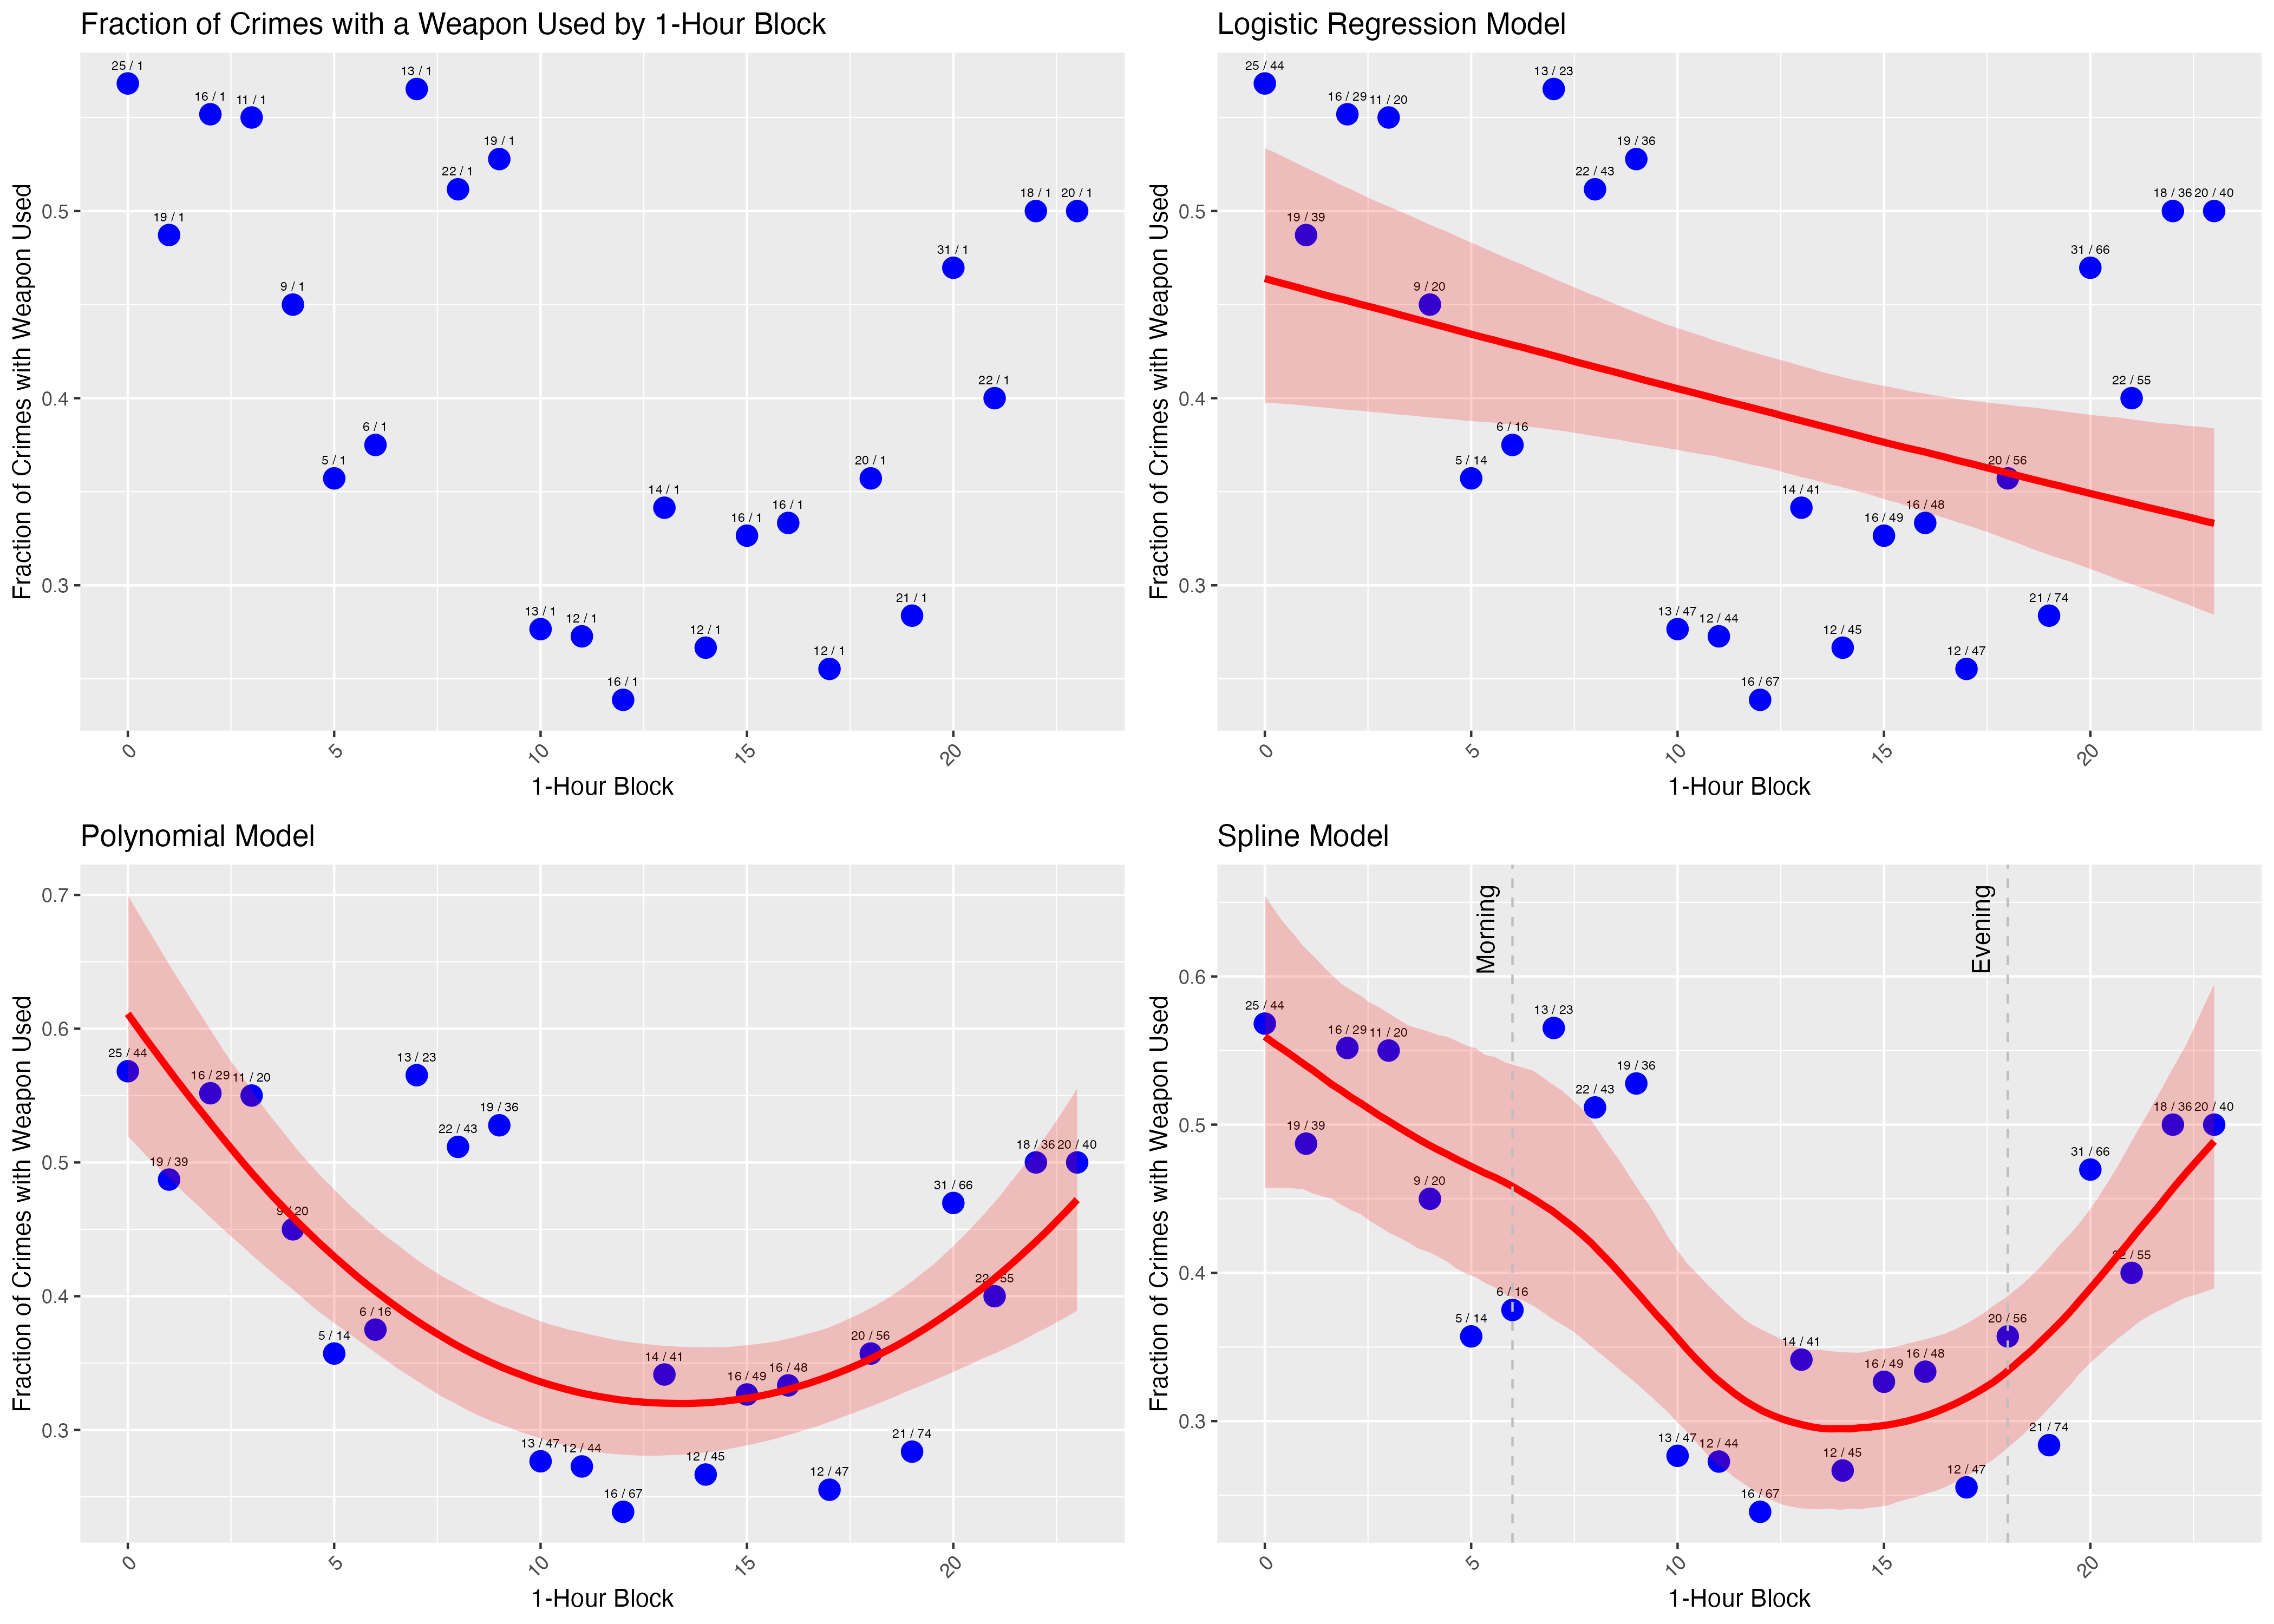 Fraction of Crimes with a Weapon Used by 1-Hour Block
Fraction of Crimes with Weapon Used
0.5
0.4
0.3
25 / 1
19 / 1
16 / 1
11 / 1
9 / 1
5 / 1
6 / 1
13 / 1
22 / 1
19 / 1
13 / 1
12 / 1
16 / 1
14 / 1
12 / 1
16 / 1
16 / 1
12 / 1
20 / 1
21 / 1
31 / 1
22 / 1
18 / 1
20 / 1
0
5
10
15
20
1-Hour Block
Logistic Regression Model
Fraction of Crimes with Weapon Used
0.5
0.4
0.3
25 / 44
19 / 39
16 / 29
11 / 20
9 / 20
5 / 14
6 / 16
13 / 23
22 / 43
19 / 36
13 / 47
12 / 44
16 / 67
14 / 41
12 / 45
16 / 49
16 / 48
12 / 47
20 / 56
21 / 74
31 / 66
22 / 55
18 / 36
20 / 40
0
5
10
15
20
1-Hour Block
Polynomial Model
Fraction of Crimes with Weapon Used
0.7
0.6
0.5
0.4
0.3
25 / 44
19 / 39
16 / 29
11 / 20
9 / 20
5 / 14
6 / 16
13 / 23
22 / 43
19 / 36
13 / 47
12 / 44
16 / 67
14 / 41
12 / 45
16 / 49
16 / 48
12 / 47
20 / 56
21 / 74
31 / 66
22 / 55
18 / 36
20 / 40
0
5
10
15
20
1-Hour Block
Spline Model
Fraction of Crimes with Weapon Used
0.6
0.5
0.4
0.3
Morning
Evening
25 / 44
19 / 39
16 / 29
11 / 20
9 / 20
5 / 14
6 / 16
13 / 23
22 / 43
19 / 36
13 / 47
12 / 44
16 / 67
14 / 41
12 / 45
16 / 49
16 / 48
12 / 47
20 / 56
21 / 74
31 / 66
22 / 55
18 / 36
20 / 40
0
5
10
15
20
1-Hour Block